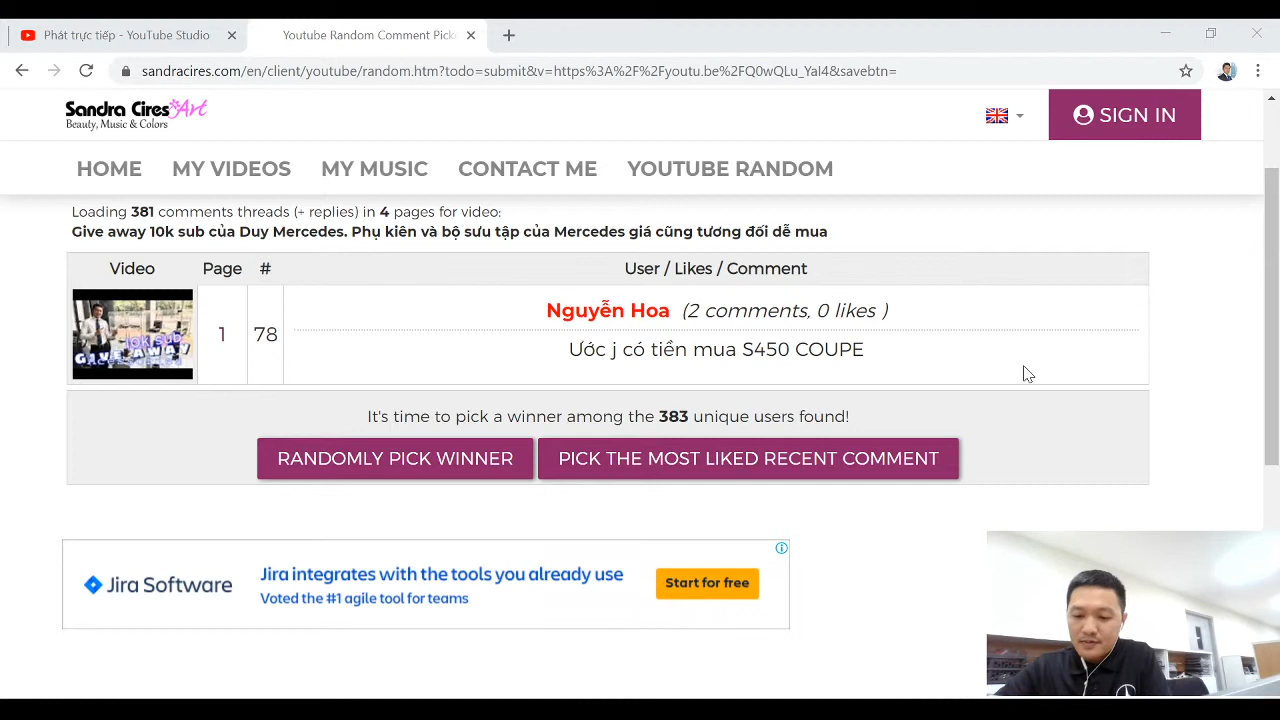 Phát trực tiếp - YouTube Studio
Youtube Random Comment Pick
sandracires.com/en/client/youtube/random.htm?todo=submit&v=https%3A%2F%2Fyoutu.be%2FQ0wQLu_YaI4&savebtn=
Sandra Cires Art
Beauty, Music & Colors
SIGN IN
HOME MY VIDEOS MY MUSIC CONTACT ME YOUTUBE RANDOM
Loading 381 comments threads (+ replies) in 4 pages for video:
Give away 10k sub của Duy Mercedes. Phụ kiên và bộ sưu tập của Mercedes giá cũng tương đối dễ mua
Video Page # User / Likes / Comment
10k sub
GIVE AWAY
1 78
Nguyễn Hoa (2 comments, 0 likes )
Ước j có tiền mua S450 COUPE
It's time to pick a winner among the 383 unique users found!
RANDOMLY PICK WINNER PICK THE MOST LIKED RECENT COMMENT
Jira Software
Jira integrates with the tools you already use
Voted the #1 agile tool for teams
Start for free